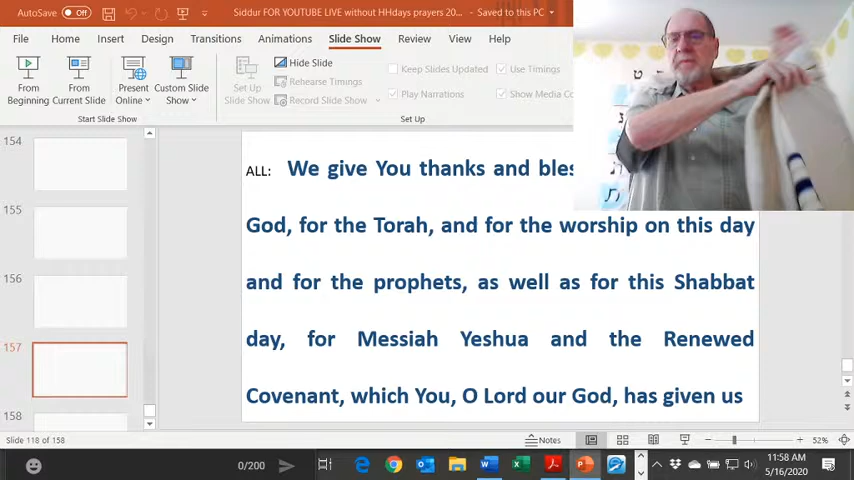 AutoSave Off Siddur FOR YOUTUBE LIVE without HHdays prayers 20... - Saved to this PC
File Home Insert Design Transitions Animations Slide Show Review View Help
From Beginning
From Current Slide
Present Online
Custom Slide Show
Start Slide Show
Set Up Slide Show
Hide Slide
Rehearse Timings
Record Slide Show
Keep Slides Updated
Play Narrations
Use Timings
Show Media Co
Set Up
154
155
156
157
158
ALL: We give You thanks and bles
God, for the Torah, and for the worship on this day
and for the prophets, as well as for this Shabbat
day, for Messiah Yeshua and the Renewed
Covenant, which You, O Lord our God, has given us
Slide 118 of 158
Notes
52%
0/200
11:58 AM
5/16/2020